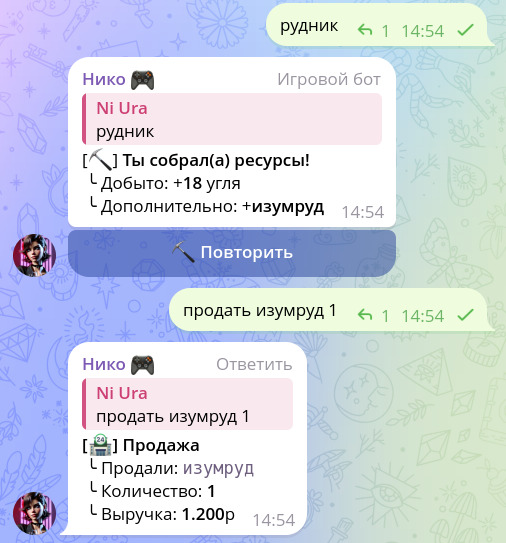 рудник 1 14:54
Нико 🎮 Игровой бот
Ni Ura
рудник
[⛏] Ты собрал(а) ресурсы!
╰ Добыто: +18 угля
╰ Дополнительно: +изумруд 14:54
⛏ Повторить
продать изумруд 1 1 14:54
Нико 🎮 Ответить
Ni Ura
продать изумруд 1
[🏪] Продажа
╰ Продали: изумруд
╰ Количество: 1
╰ Выручка: 1.200р 14:54